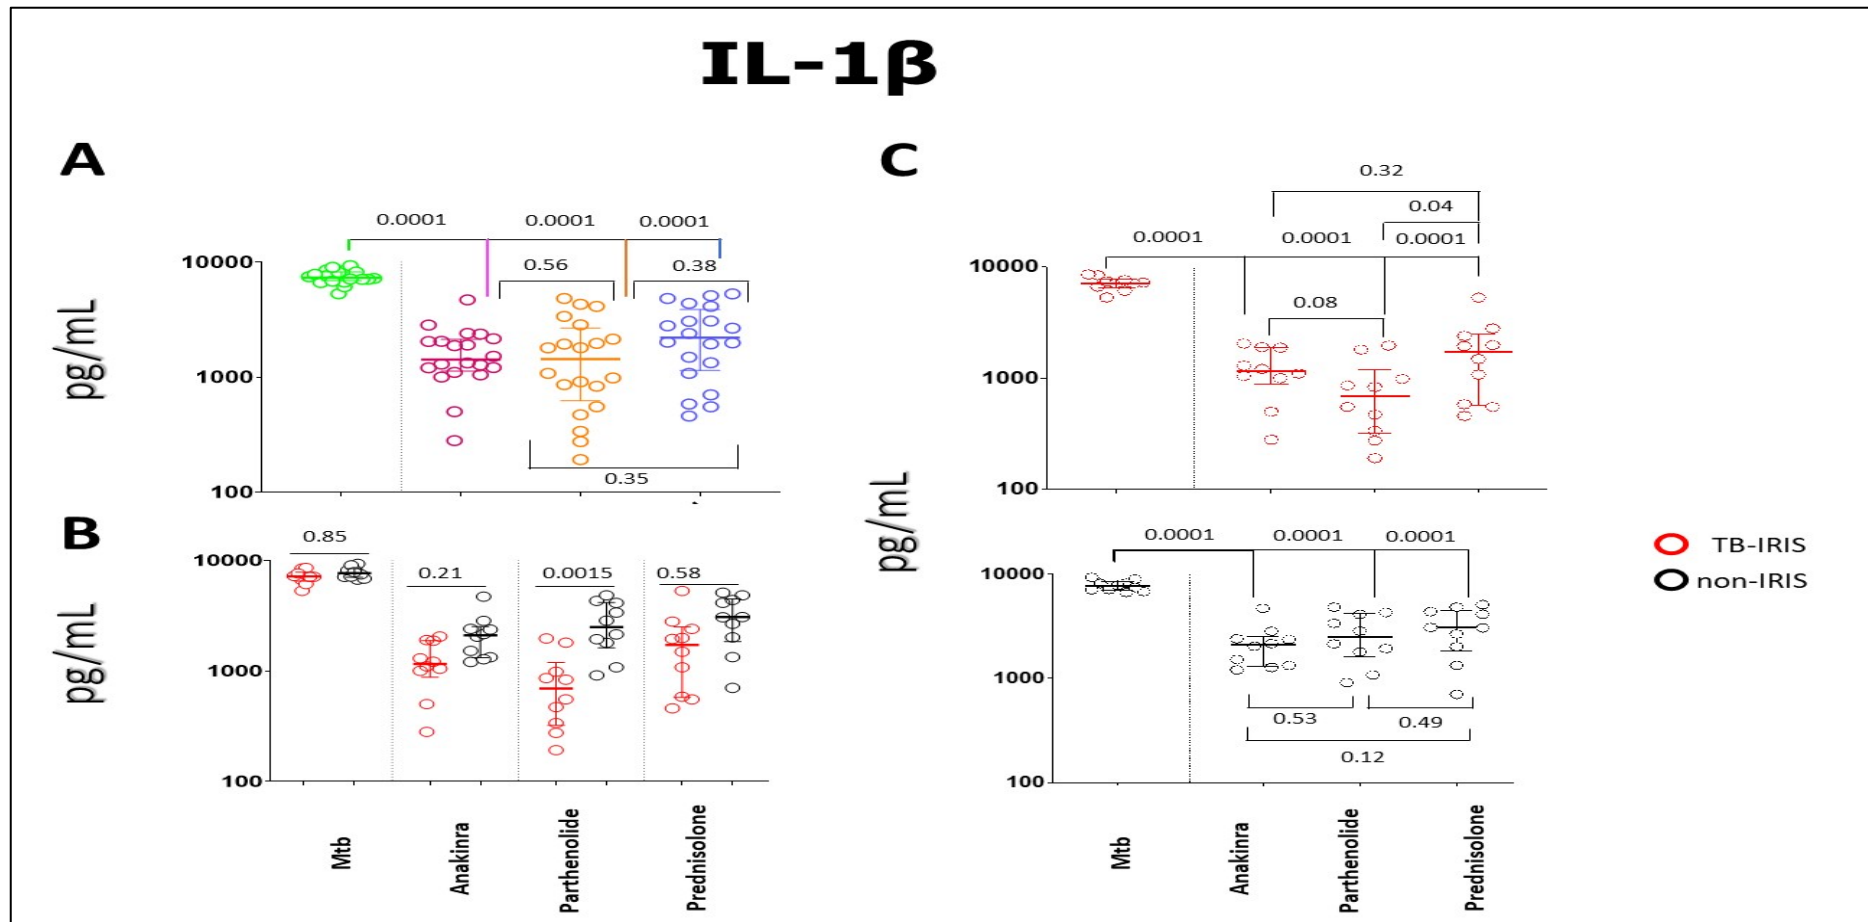 IL-1β
A
0.0001 0.0001 0.0001
0.56 0.38
10000
1000
100
pg/mL
0.35
B
0.85
0.21 0.0015 0.58
10000
1000
100
pg/mL
Mtb Anakinra Parthenolide Prednisolone
C
0.32
0.04
0.0001 0.0001 0.0001
0.08
10000
1000
100
pg/mL
0.0001 0.0001 0.0001
10000
1000
100
0.53 0.49
0.12
Mtb Anakinra Parthenolide Prednisolone
TB-IRIS
non-IRIS